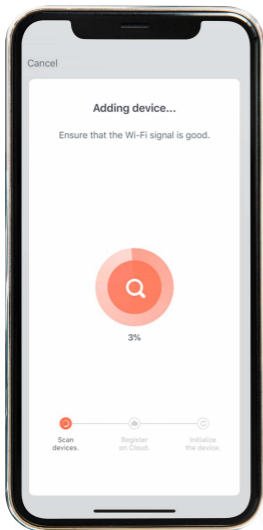 Cancel
Adding device...
Ensure that the Wi-Fi signal is good.
3%
Scan
devices.
Register
on Cloud.
Initialize
the device.